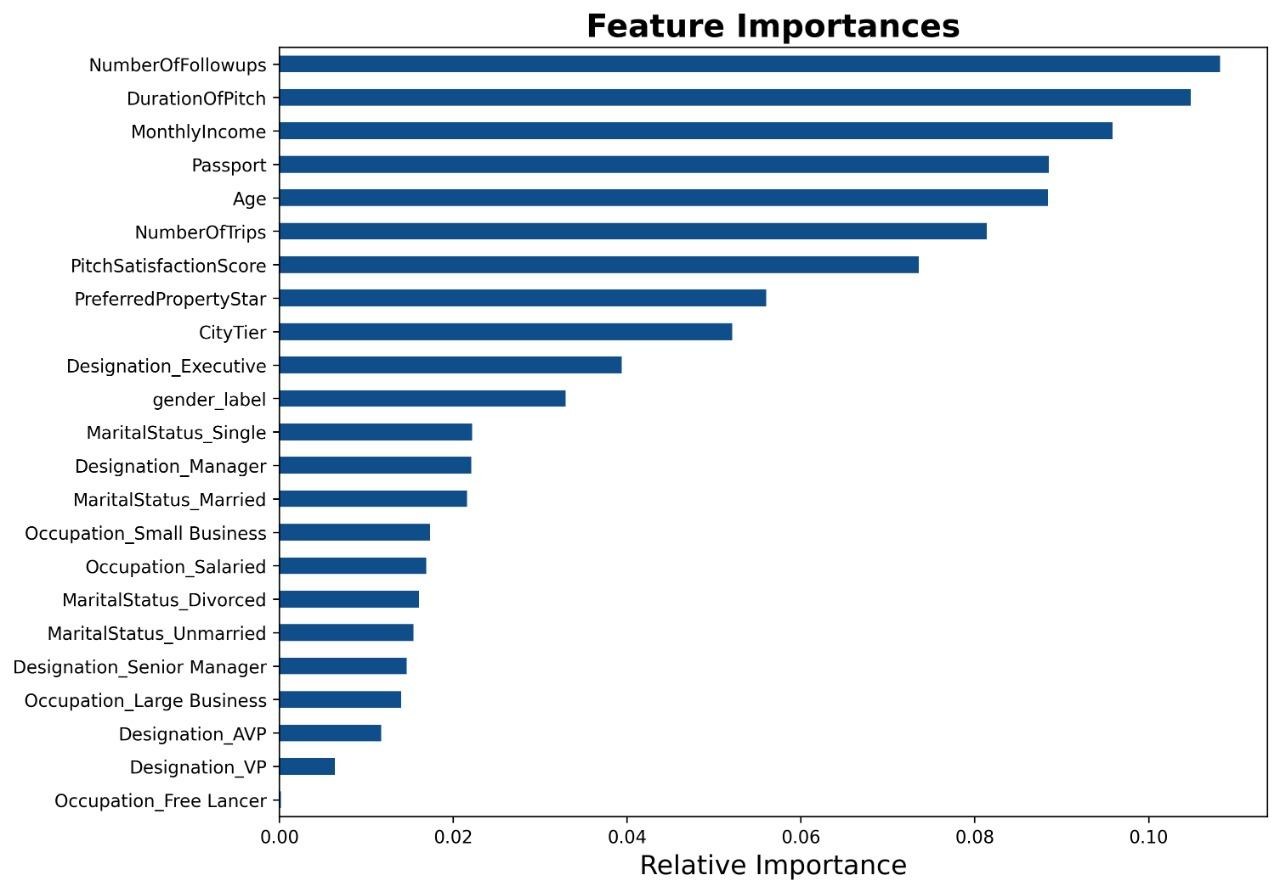 Feature Importances
NumberOfFollowups
DurationOfPitch
MonthlyIncome
Passport
Age
NumberOfTrips
PitchSatisfactionScore
PreferredPropertyStar
CityTier
Designation_Executive
gender_label
MaritalStatus_Single
Designation_Manager
MaritalStatus_Married
Occupation_Small Business
Occupation_Salaried
MaritalStatus_Divorced
MaritalStatus_Unmarried
Designation_Senior Manager
Occupation_Large Business
Designation_AVP
Designation_VP
Occupation_Free Lancer
0.00 0.02 0.04 0.06 0.08 0.10
Relative Importance